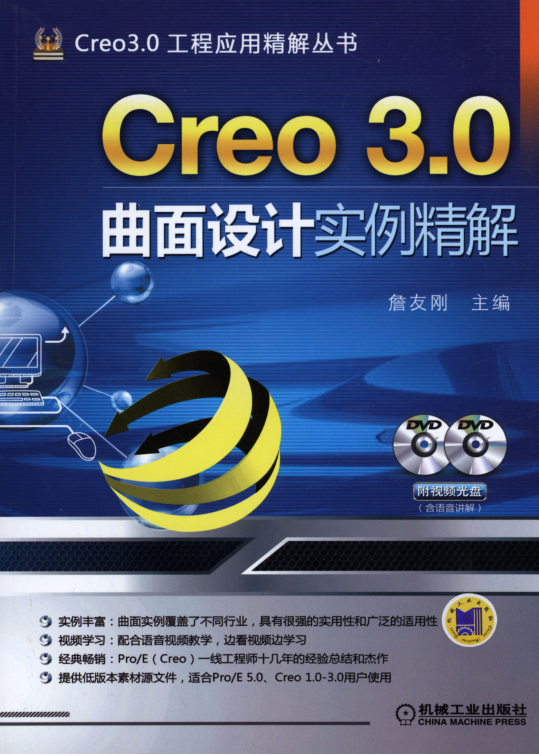 Creo3.0 工程应用精解丛书
Creo 3.0
曲面设计实例精解
詹友刚 主编
DVD DVD
附视频光盘
(含语音讲解)
实例丰富：曲面实例覆盖了不同行业，具有很强的实用性和广泛的适用性
视频学习：配合语音视频教学，边看视频边学习
经典畅销：Pro/E（Creo）一线工程师十几年的经验总结和杰作
提供低版本素材源文件，适合Pro/E 5.0、Creo 1.0-3.0用户使用
机械工业出版社
CHINA MACHINE PRESS